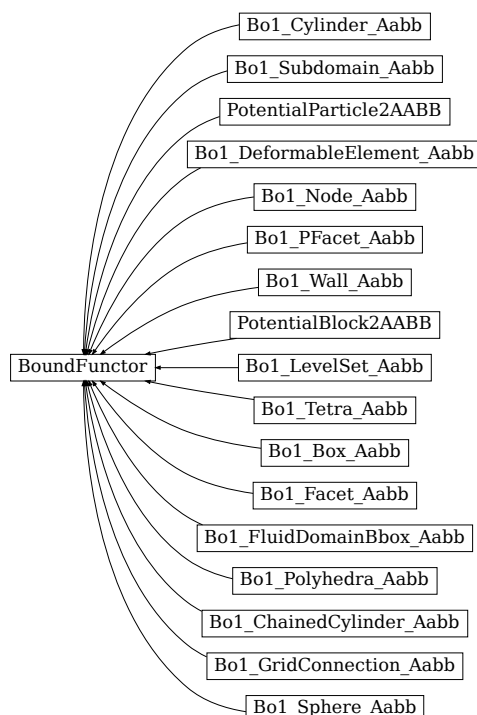 Bo1_Cylinder_Aabb
Bo1_Subdomain_Aabb
PotentialParticle2AABB
Bo1_DeformableElement_Aabb
Bo1_Node_Aabb
Bo1_PFacet_Aabb
Bo1_Wall_Aabb
PotentialBlock2AABB
BoundFunctor
Bo1_LevelSet_Aabb
Bo1_Tetra_Aabb
Bo1_Box_Aabb
Bo1_Facet_Aabb
Bo1_FluidDomainBbox_Aabb
Bo1_Polyhedra_Aabb
Bo1_ChainedCylinder_Aabb
Bo1_GridConnection_Aabb
Bo1_Sphere_Aabb